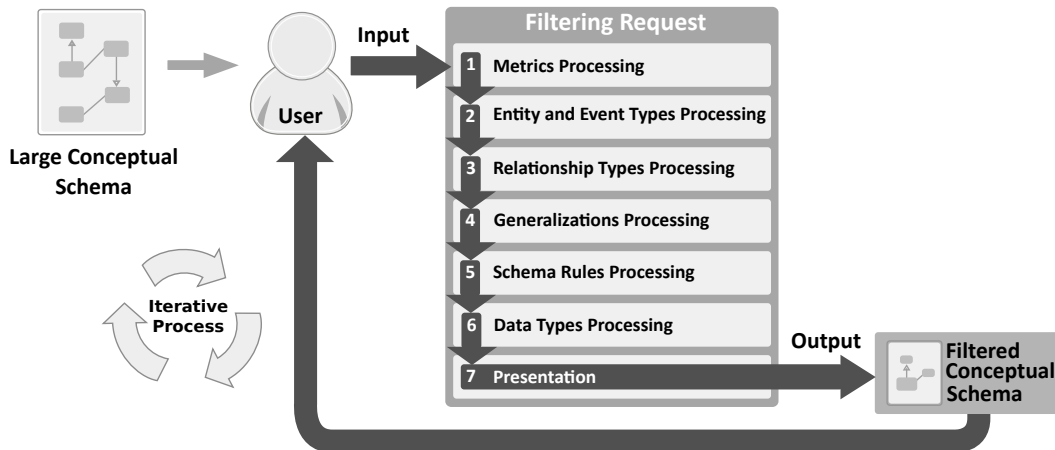 Large Conceptual
Schema
User
Input
Filtering Request
1 Metrics Processing
2 Entity and Event Types Processing
3 Relationship Types Processing
4 Generalizations Processing
5 Schema Rules Processing
6 Data Types Processing
7 Presentation
Output
Filtered
Conceptual
Schema
Iterative
Process